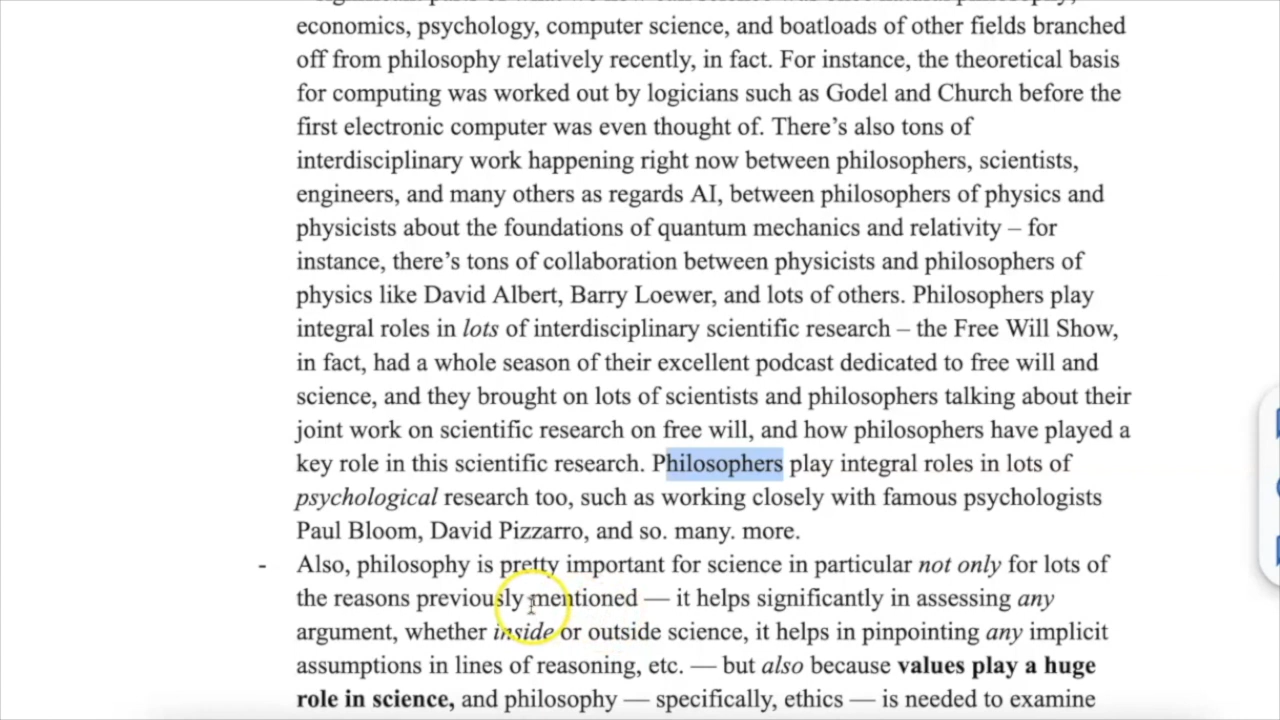 economics, psychology, computer science, and boatloads of other fields branched
off from philosophy relatively recently, in fact. For instance, the theoretical basis
for computing was worked out by logicians such as Godel and Church before the
first electronic computer was even thought of. There’s also tons of
interdisciplinary work happening right now between philosophers, scientists,
engineers, and many others as regards AI, between philosophers of physics and
physicists about the foundations of quantum mechanics and relativity – for
instance, there’s tons of collaboration between physicists and philosophers of
physics like David Albert, Barry Loewer, and lots of others. Philosophers play
integral roles in lots of interdisciplinary scientific research – the Free Will Show,
in fact, had a whole season of their excellent podcast dedicated to free will and
science, and they brought on lots of scientists and philosophers talking about their
joint work on scientific research on free will, and how philosophers have played a
key role in this scientific research. Philosophers play integral roles in lots of
psychological research too, such as working closely with famous psychologists
Paul Bloom, David Pizzarro, and so. many. more.
- Also, philosophy is pretty important for science in particular not only for lots of
the reasons previously mentioned — it helps significantly in assessing any
argument, whether inside or outside science, it helps in pinpointing any implicit
assumptions in lines of reasoning, etc. — but also because values play a huge
role in science, and philosophy — specifically, ethics — is needed to examine